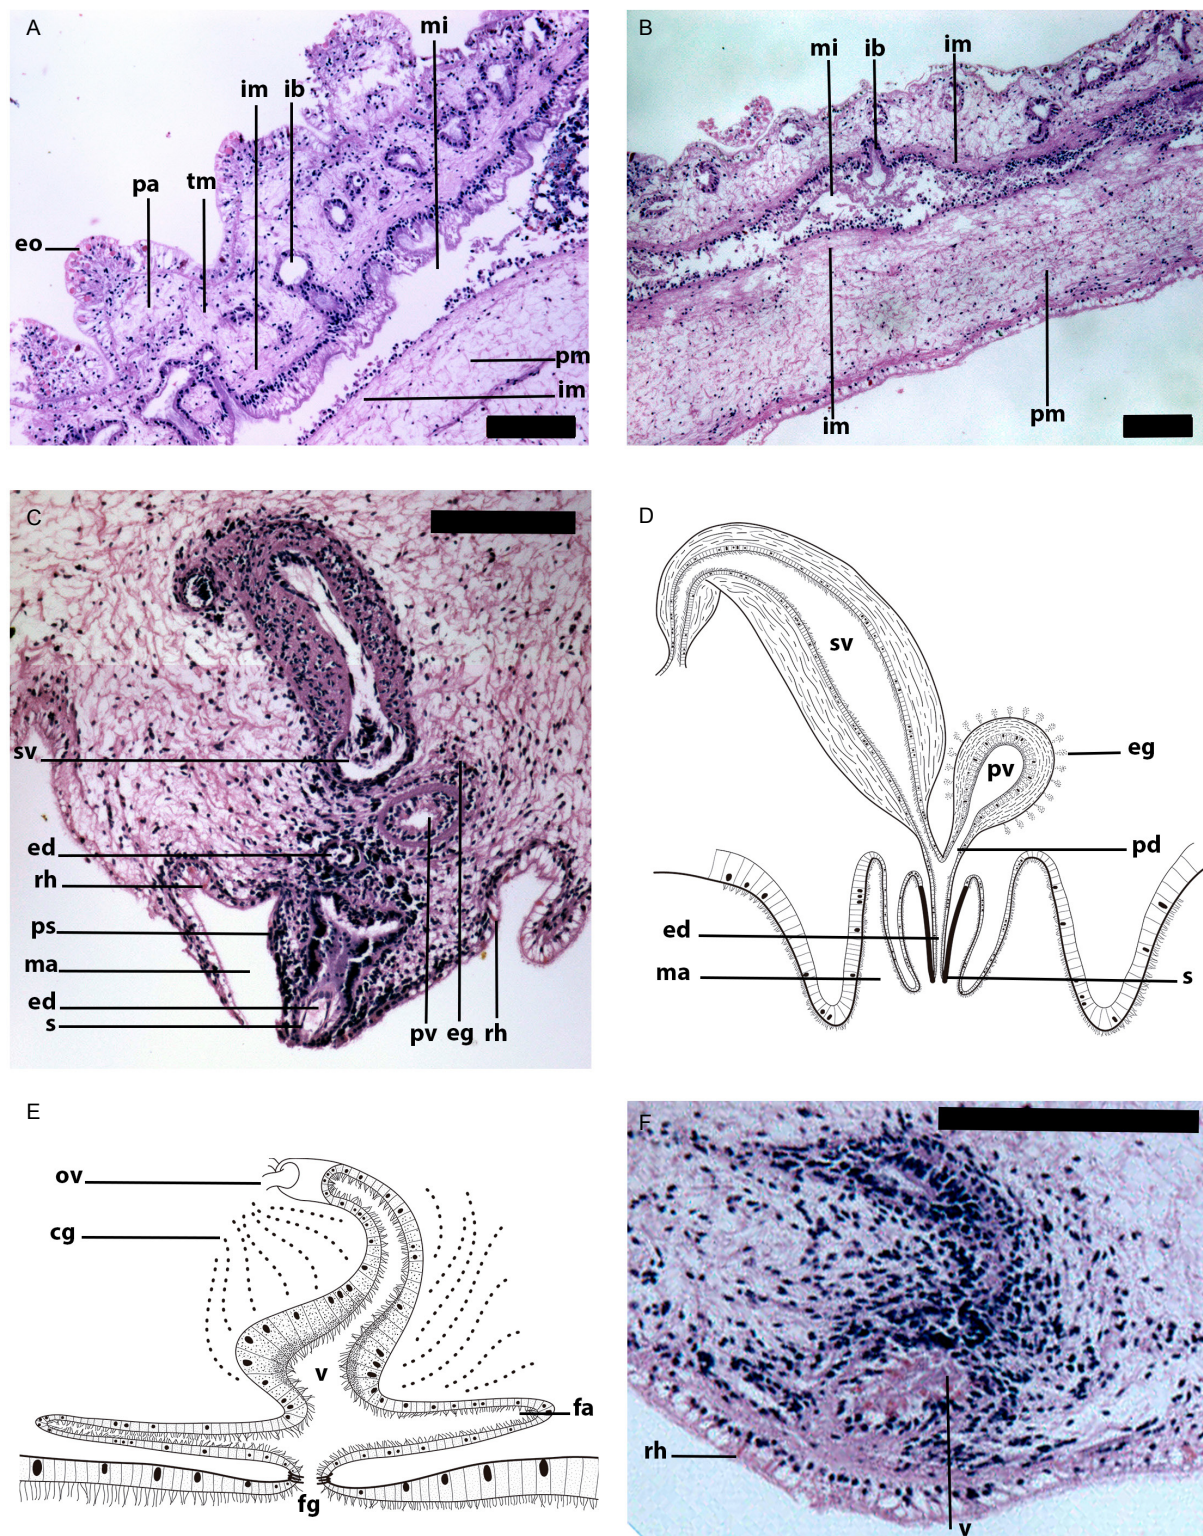 A
mi
im ib
pa
tm
eo
pm
im
B
mi ib im
im
pm
C
sv
ed
rh
ps
ma
ed
s
pv eg rh
D
sv
eg
pv
pd
ed
ma
s
E
ov
cg
v
fa
fg
F
rh
v